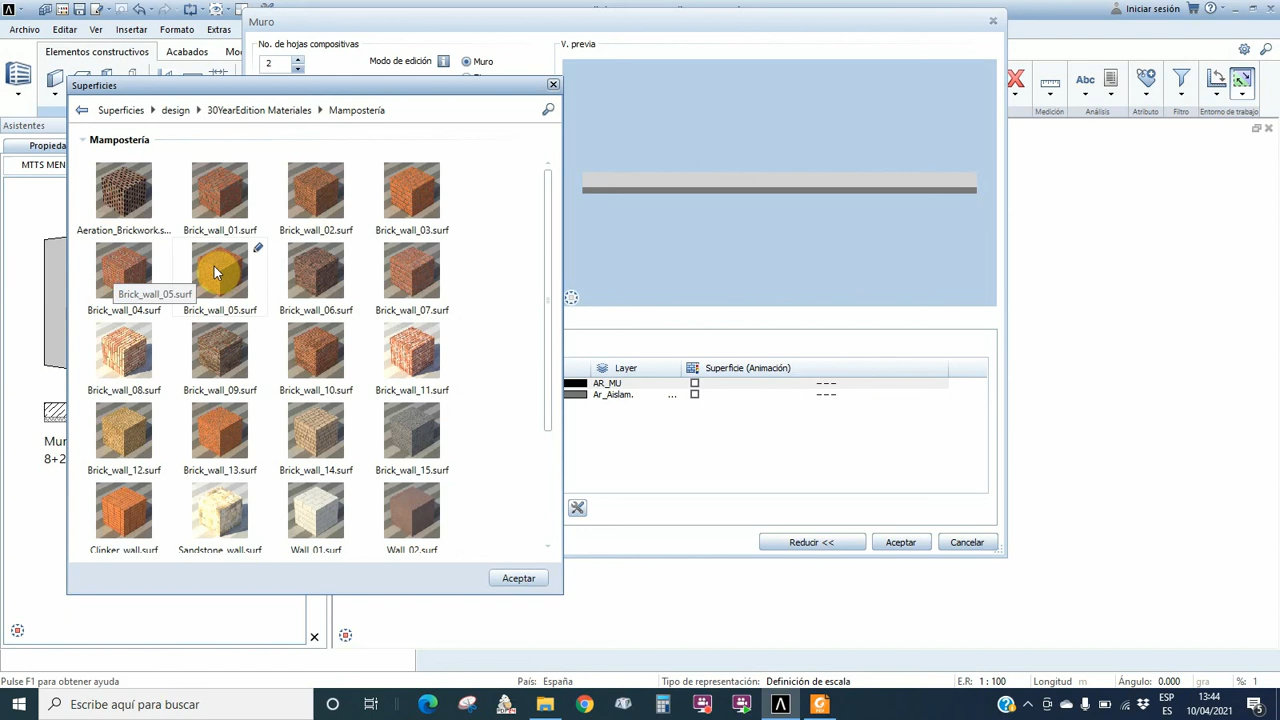 Iniciar sesión
Archivo Editar Ver Insertar Formato Extras
Muro
Elementos constructivos Acabados
No. de hojas compositivas
V. previa
2
Modo de edición
Muro
Superficies
Superficies design 30YearEdition Materiales Mampostería
Abc
Medición Análisis Atributo Filtro Entorno de trabajo
Asistentes
Mampostería
Propieda
MTTS MEN
Aeration_Brickwork.s... Brick_wall_01.surf Brick_wall_02.surf Brick_wall_03.surf
Brick_wall_05.surf
Brick_wall_04.surf Brick_wall_05.surf Brick_wall_06.surf Brick_wall_07.surf
Layer Superficie (Animación)
AR_MU
Ar_Aislam. ...
Brick_wall_08.surf Brick_wall_09.surf Brick_wall_10.surf Brick_wall_11.surf
Mur
8+2
Brick_wall_12.surf Brick_wall_13.surf Brick_wall_14.surf Brick_wall_15.surf
Reducir << Aceptar Cancelar
Clinker_wall.surf Sandstone_wall.surf Wall_01.surf Wall_02.surf
Aceptar
Pulse F1 para obtener ayuda País: España Tipo de representación: Definición de escala E.R: 1 : 100 Longitud m Ángulo: 0.000 gra % 1
Escribe aquí para buscar
ESP
ES
13:44
10/04/2021